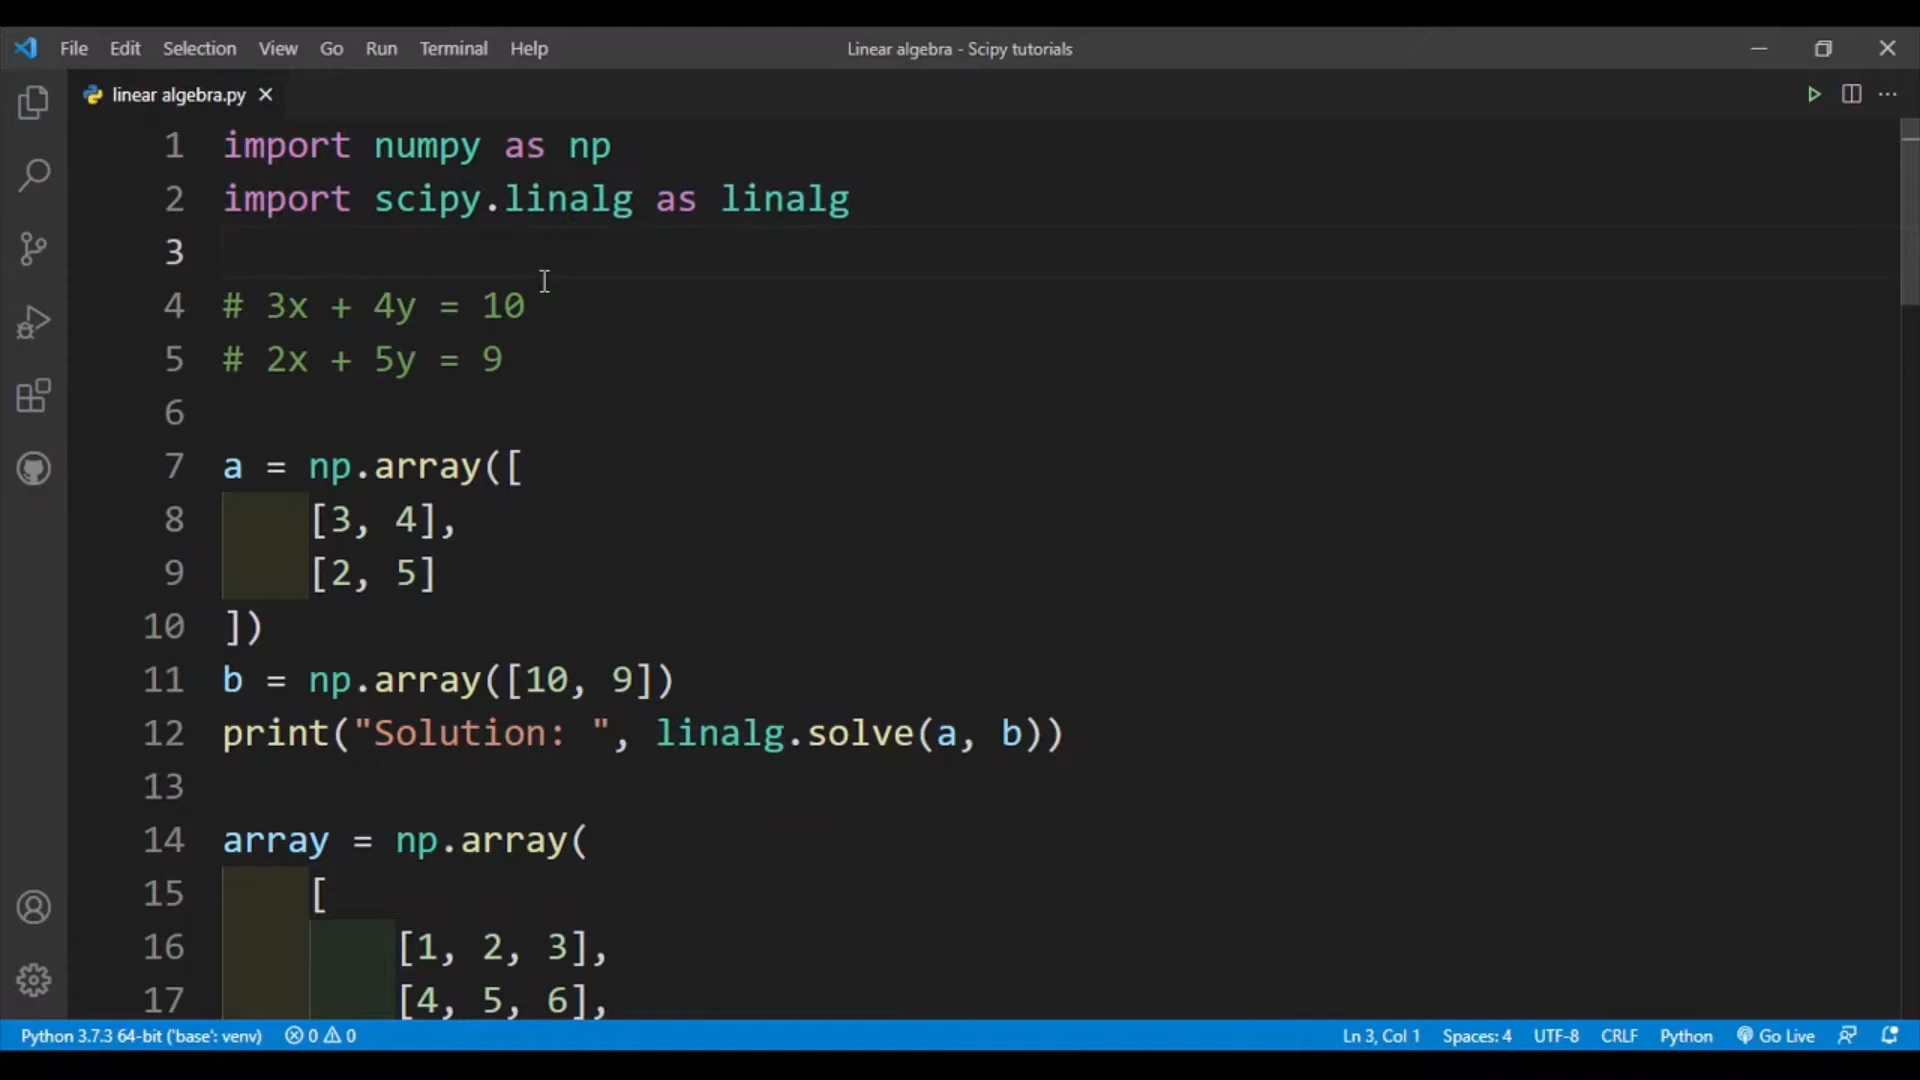 File Edit Selection View Go Run Terminal Help Linear algebra - Scipy tutorials
linear algebra.py
1 import numpy as np
2 import scipy.linalg as linalg
3
4 # 3x + 4y = 10
5 # 2x + 5y = 9
6
7 a = np.array([
8 [3, 4],
9 [2, 5]
10 ])
11 b = np.array([10, 9])
12 print("Solution: ", linalg.solve(a, b))
13
14 array = np.array(
15 [
16 [1, 2, 3],
17 [4, 5, 6],
Python 3.7.3 64-bit ('base': venv) 0 0 Ln 3, Col 1 Spaces: 4 UTF-8 CRLF Python Go Live